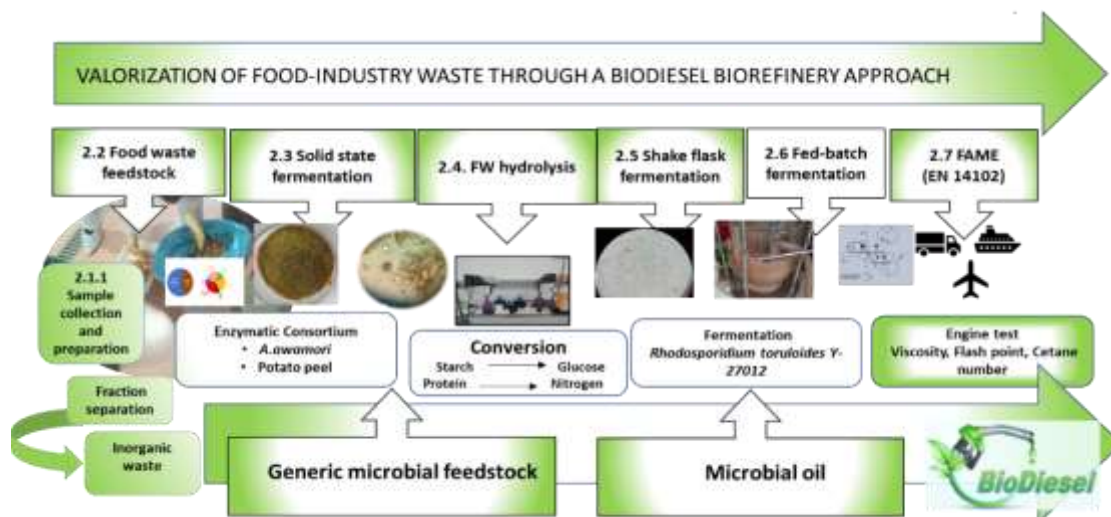 VALORIZATION OF FOOD-INDUSTRY WASTE THROUGH A BIODIESEL BIOREFINERY APPROACH
2.2 Food waste
feedstock
2.3 Solid state
fermentation
2.4. FW hydrolysis
2.5 Shake flask
fermentation
2.6 Fed-batch
fermentation
2.7 FAME
(EN 14102)
2.1.1
Sample
collection
and
preparation
Enzymatic Consortium
• A.awamori
• Potato peel
Conversion
Starch Glucose
Protein Nitrogen
Fermentation
Rhodosporidium toruloides Y-
27012
Engine test
Viscosity, Flash point, Cetane
number
Fraction
separation
Inorganic
waste
Generic microbial feedstock
Microbial oil
BioDiesel